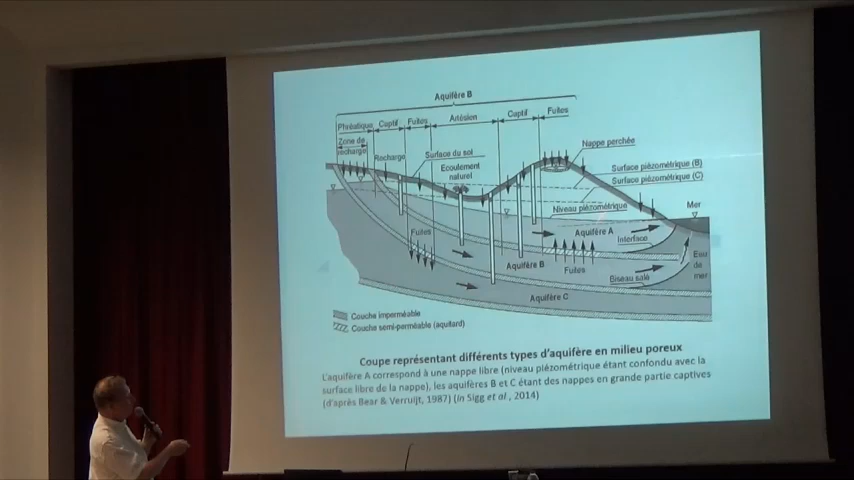 Aquifère B
Phréatique Captif Fuites Artésien Captif Fuites
Zone de
recharge
Recharge
Surface du sol
Ecoulement
naturel
Nappe perchée
Surface piézométrique (B)
Surface piézométrique (C)
Niveau piézométrique
Mer
Aquifère A
Interface
Fuites
Aquifère B
Fuites
Biseau salé
Eau
de
mer
Aquifère C
Couche imperméable
Couche semi-perméable (aquitard)
Coupe représentant différents types d'aquifère en milieu poreux
L'aquifère A correspond à une nappe libre (niveau piézométrique étant confondu avec la
surface libre de la nappe), les aquifères B et C étant des nappes en grande partie captives
(d'après Bear & Verruijt, 1987) (in Sigg et al., 2014)